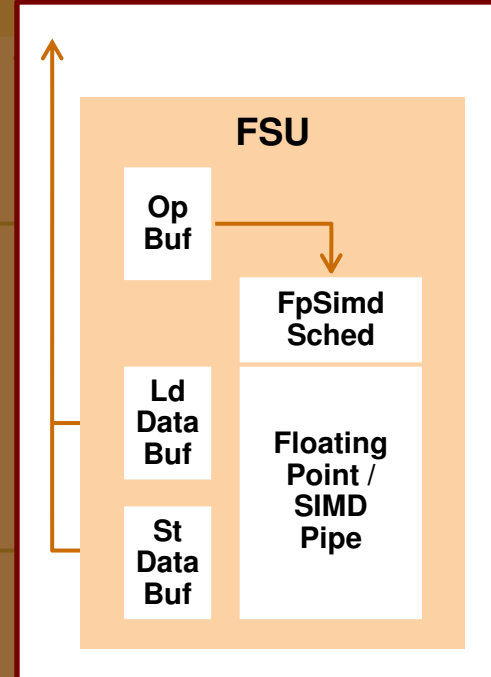 FSU
Op
Buf
FpSimd
Sched
Ld
Data
Buf
Floating
Point /
SIMD
Pipe
St
Data
Buf